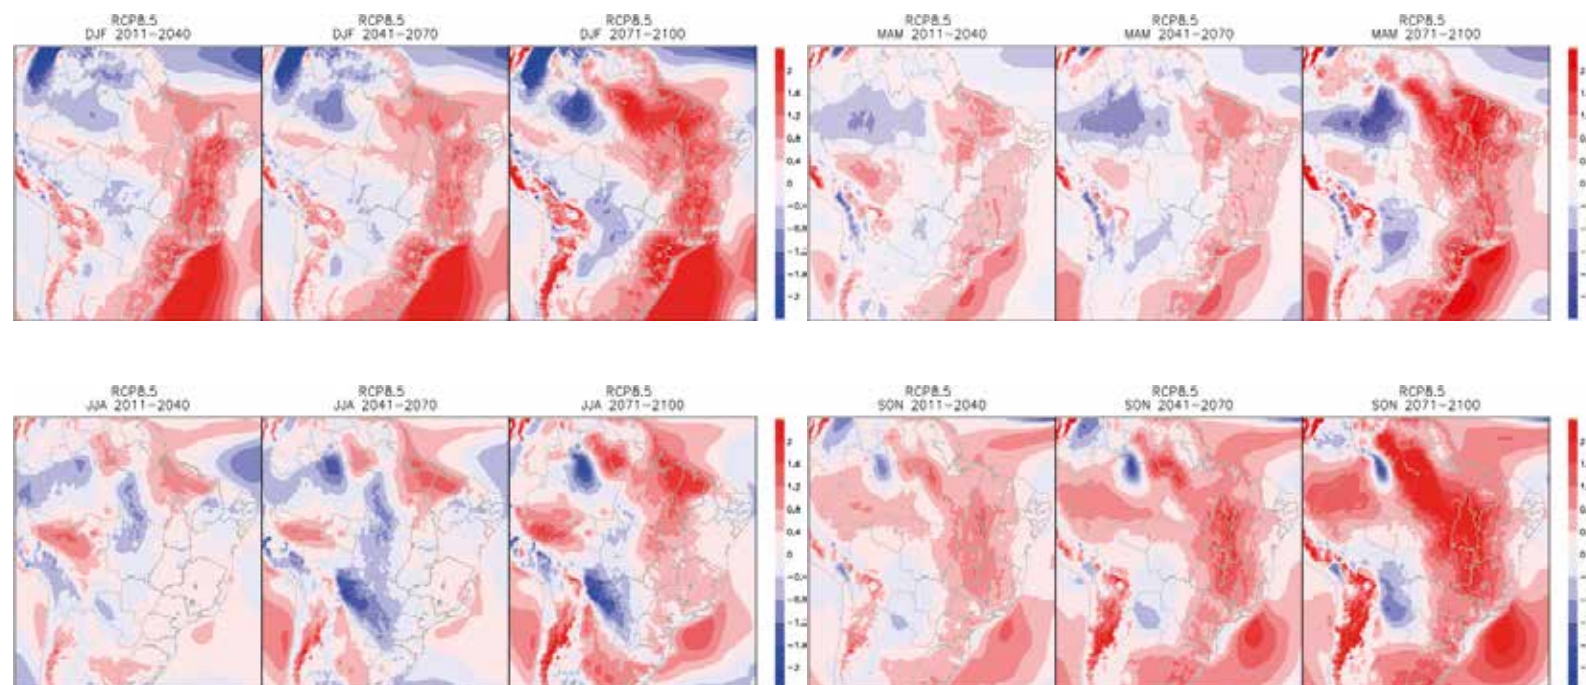 RCP8.5
DJF 2011-2040
RCP8.5
DJF 2041-2070
RCP8.5
DJF 2071-2100
2
1.6
1.2
0.8
0.4
0
-0.4
-0.8
-1.2
-1.6
-2
RCP8.5
MAM 2011-2040
RCP8.5
MAM 2041-2070
RCP8.5
MAM 2071-2100
RCP8.5
JJA 2011-2040
RCP8.5
JJA 2041-2070
RCP8.5
JJA 2071-2100
2
1.6
1.2
0.8
0.4
0
-0.4
-0.8
-1.2
-1.6
-2
RCP8.5
SON 2011-2040
RCP8.5
SON 2041-2070
RCP8.5
SON 2071-2100